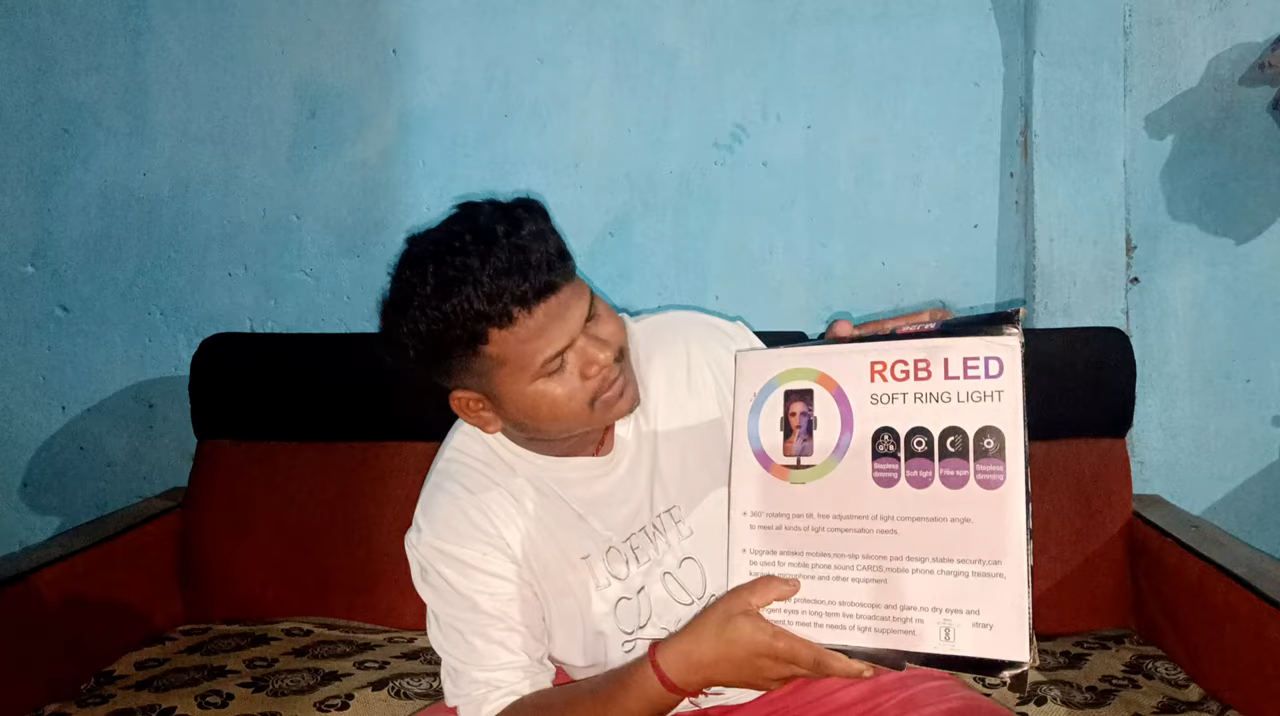 RGB LED
SOFT RING LIGHT
Stepless dimming
Soft light
Free spin
Stepless dimming
360° rotating pan tilt, free adjustment of light compensation angle,
to meet all kinds of light compensation needs.
Upgrade antiskid mobiles,non-slip silicone pad design,stable security,can
be used for mobile phone,sound CARDS,mobile phone charging treasure,
karaoke microphone and other equipment
protection,no stroboscopic and glare,no dry eyes and
eyes in long-term live broadcast,bright
to meet the needs of light supplement.
LOEWE